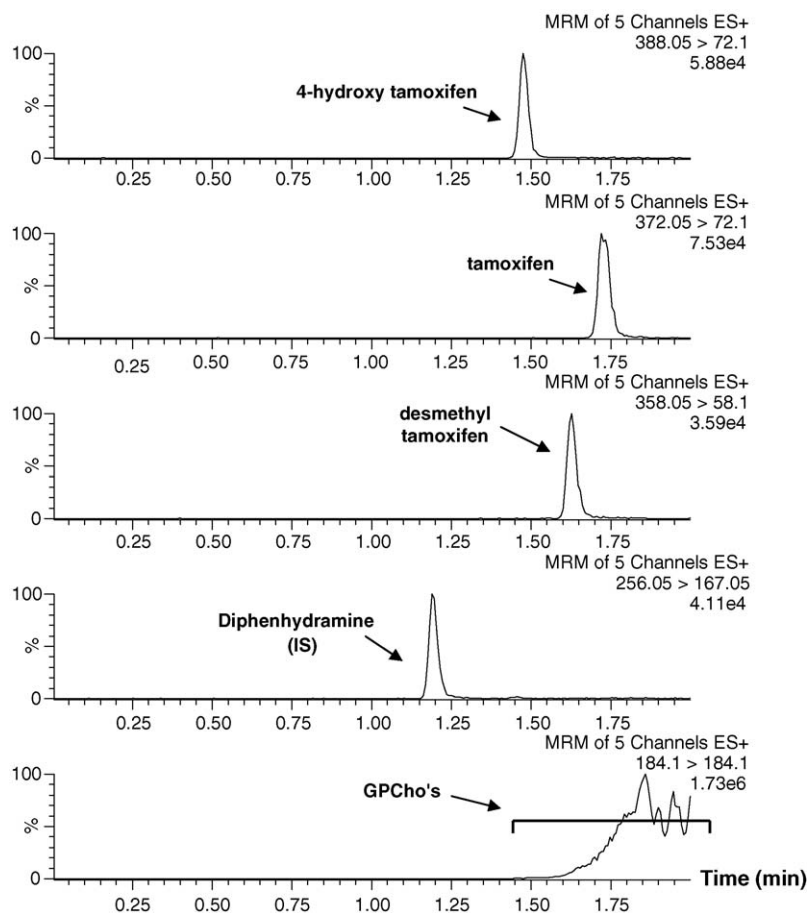 MRM of 5 Channels ES+
388.05 > 72.1
5.88e4
100
4-hydroxy tamoxifen
%
0
0.25 0.50 0.75 1.00 1.25 1.50 1.75
MRM of 5 Channels ES+
372.05 > 72.1
7.53e4
100
tamoxifen
%
0
0.25 0.50 0.75 1.00 1.25 1.50 1.75
MRM of 5 Channels ES+
358.05 > 58.1
3.59e4
100
desmethyl
tamoxifen
%
0
0.25 0.50 0.75 1.00 1.25 1.50 1.75
MRM of 5 Channels ES+
256.05 > 167.05
4.11e4
100
Diphenhydramine
(IS)
%
0
0.25 0.50 0.75 1.00 1.25 1.50 1.75
MRM of 5 Channels ES+
184.1 > 184.1
1.73e6
100
GPCho's
%
0
Time (min)
0.25 0.50 0.75 1.00 1.25 1.50 1.75